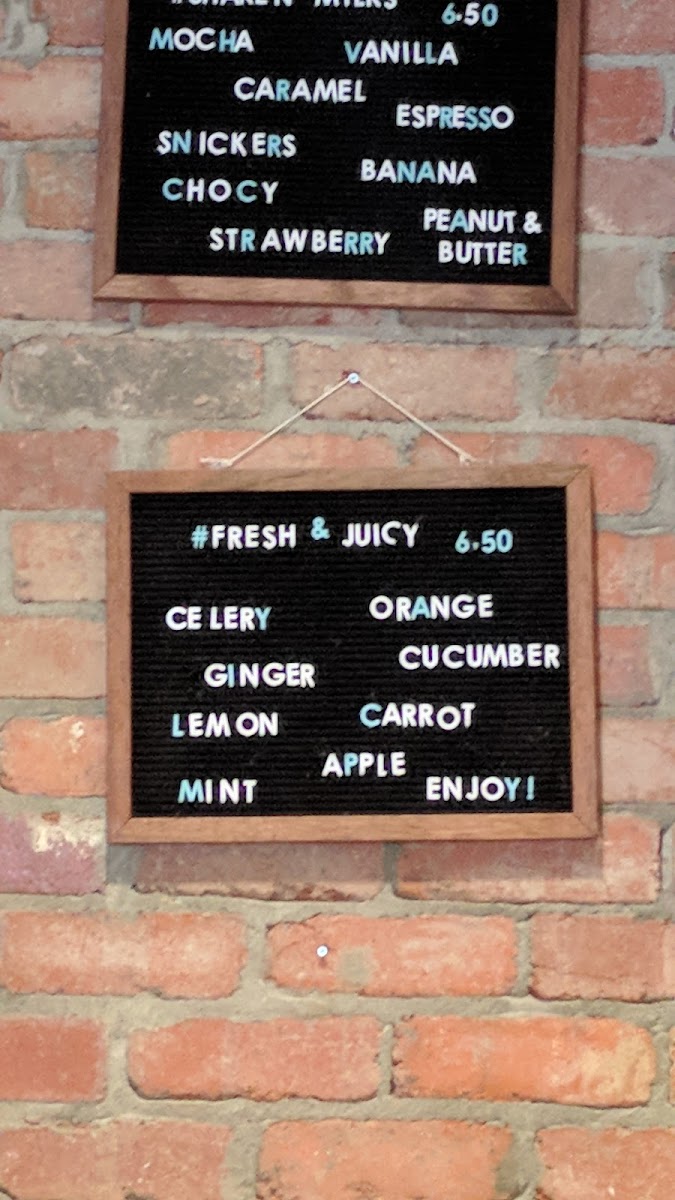 6.50
MOCHA
VANILLA
CARAMEL
ESPRESSO
SNICKERS
BANANA
CHOCY
PEANUT &
BUTTER
STRAWBERRY
#FRESH & JUICY 6.50
CELERY
ORANGE
GINGER
CUCUMBER
LEMON
CARROT
APPLE
MINT
ENJOY!